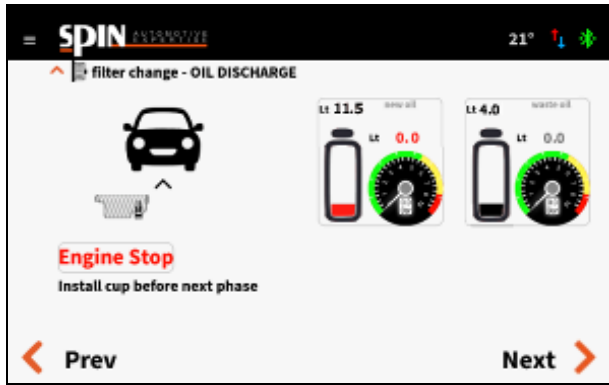 SPIN AUTOMOTIVE EXPERTISE
21°
filter change - OIL DISCHARGE
Lt 11.5 new oil
Lt 0.0
Lt 4.0 waste oil
Lt 0.0
Engine Stop
Install cup before next phase
Prev
Next